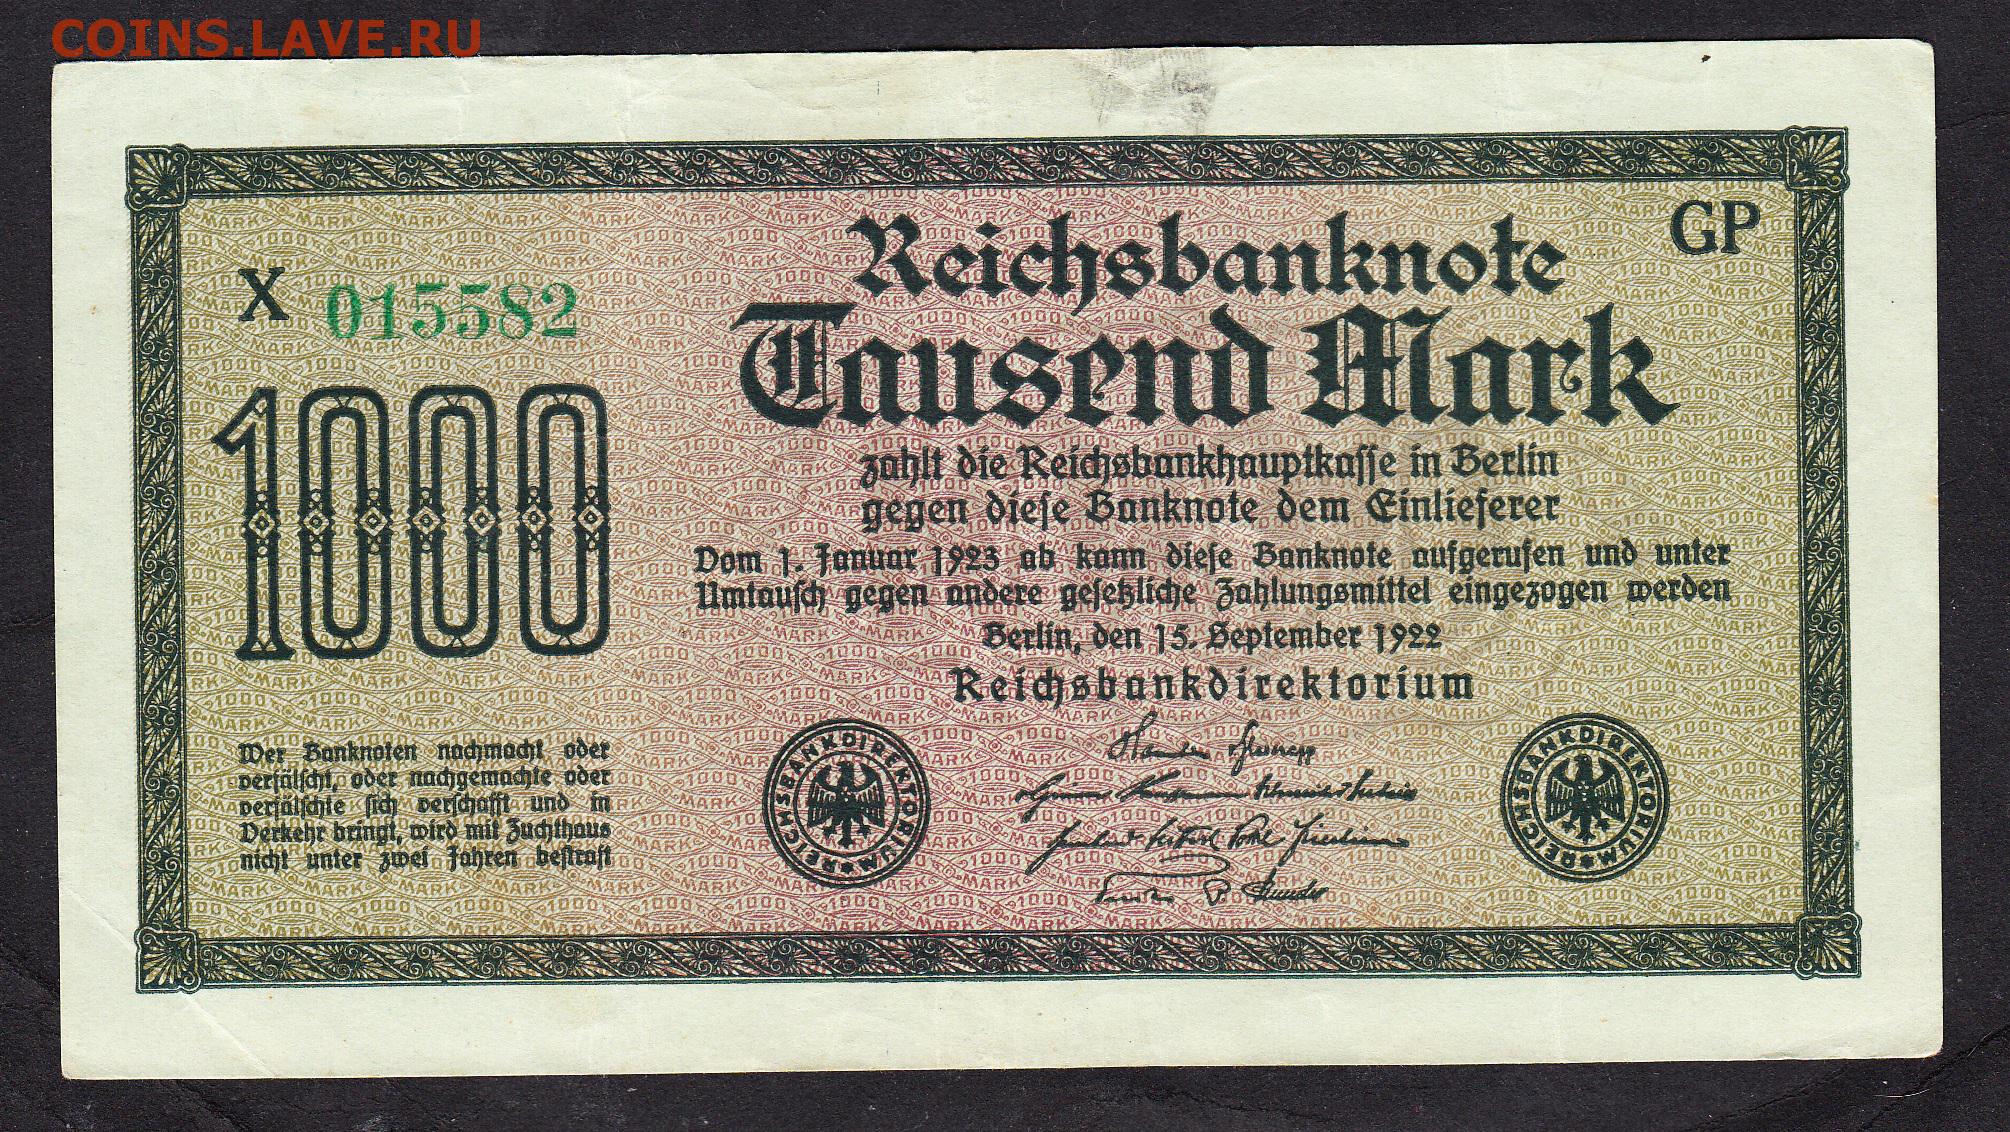 COINS.LAVE.RU
Reichsbanknote
GP
X 015582
Tausend Mark
1000
zahlt die Reichsbankhauptkasse in Berlin
gegen diese Banknote dem Einlieferer
Vom 1. Januar 1923 ab kann diese Banknote aufgerufen und unter
Umtausch gegen andere gesetzliche Zahlungsmittel eingezogen werden
Berlin, den 15. September 1922
Reichsbankdirektorium
Wer Banknoten nachmacht oder
verfälscht, oder nachgemachte oder
verfälschte sich verschafft und in
Verkehr bringt, wird mit Zuchthaus
nicht unter zwei Jahren bestraft
REICHSBANKDIREKTORIUM
REICHSBANKDIREKTORIUM